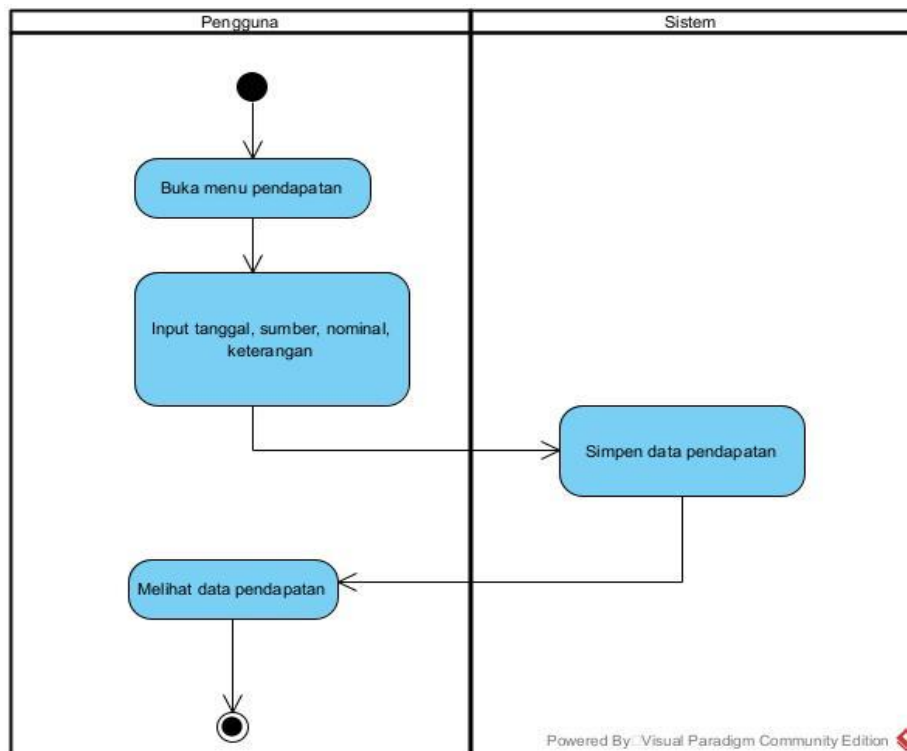 Pengguna
Sistem
Buka menu pendapatan
Input tanggal, sumber, nominal,
keterangan
Simpen data pendapatan
Melihat data pendapatan
Powered By Visual Paradigm Community Edition